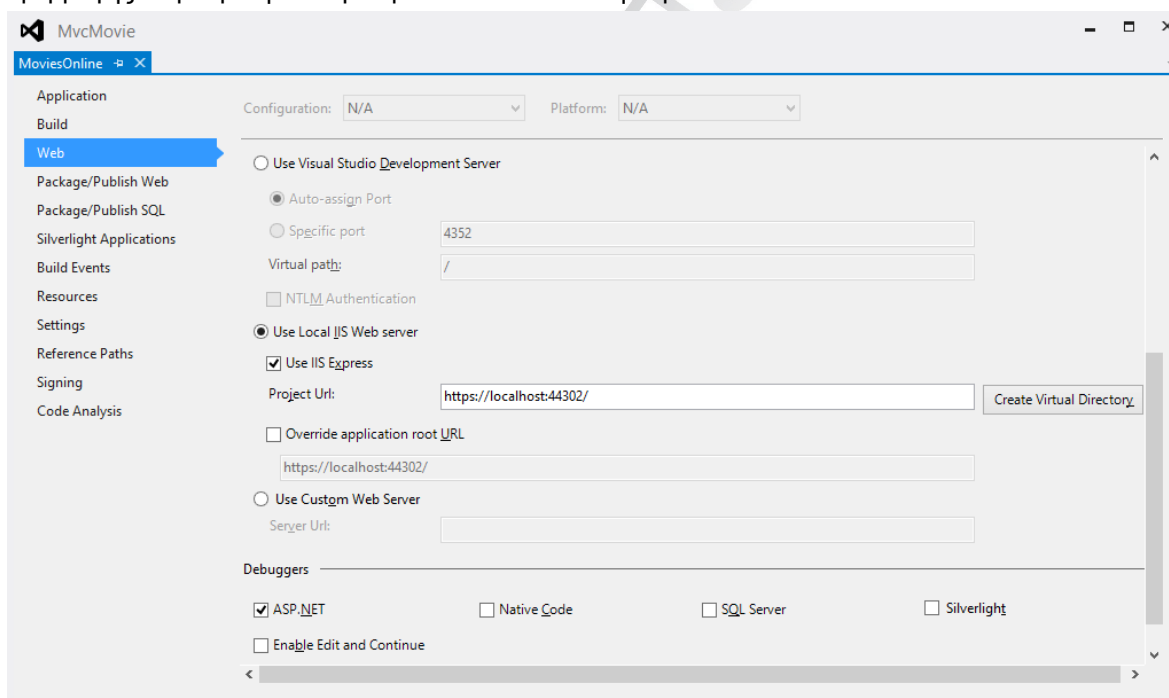 MvcMovie
MoviesOnline
Application
Build
Web
Package/Publish Web
Package/Publish SQL
Silverlight Applications
Build Events
Resources
Settings
Reference Paths
Signing
Code Analysis
Configuration: N/A Platform: N/A
Use Visual Studio Development Server
Auto-assign Port
Specific port 4352
Virtual path: /
NTLM Authentication
Use Local IIS Web server
Use IIS Express
Project Url: https://localhost:44302/ Create Virtual Directory
Override application root URL
https://localhost:44302/
Use Custom Web Server
Server Url:
Debuggers
ASP.NET Native Code SQL Server Silverlight
Enable Edit and Continue